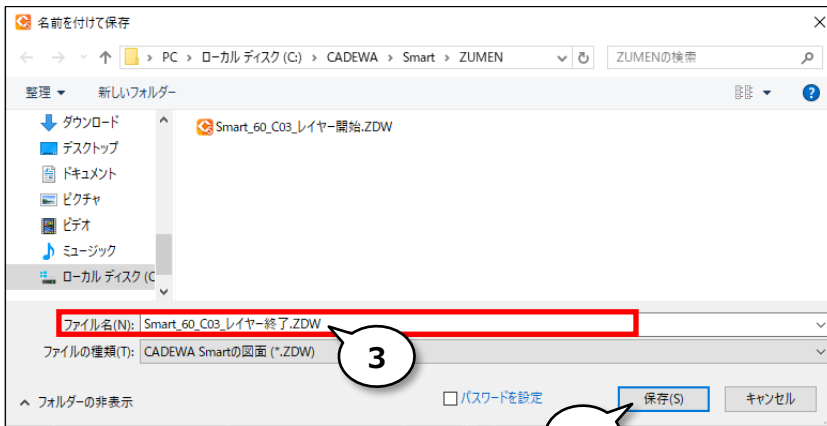 名前を付けて保存
PC › ローカル ディスク (C:) › CADEWA › Smart › ZUMEN
ZUMENの検索
整理
新しいフォルダー
ダウンロード
デスクトップ
ドキュメント
ピクチャ
ビデオ
ミュージック
ローカル ディスク (C
Smart_60_C03_レイヤー開始.ZDW
ファイル名(N): Smart_60_C03_レイヤー終了.ZDW
ファイルの種類(T): CADEWA Smartの図面 (*.ZDW)
3
フォルダーの非表示
パスワードを設定
保存(S)
キャンセル